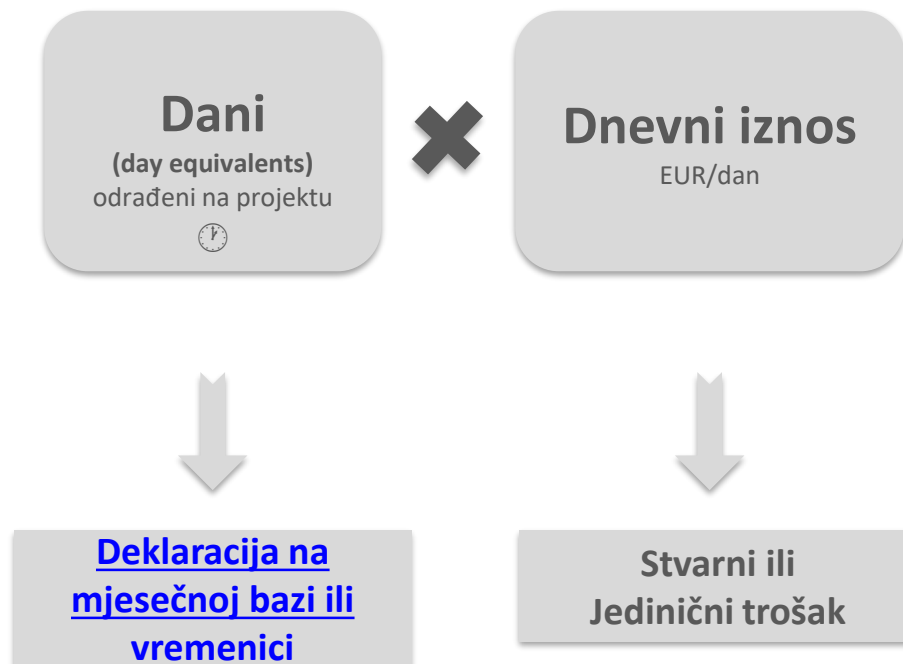 Dani
(day equivalents)
odrađeni na projektu
Dnevni iznos
EUR/dan
Deklaracija na
mjesečnoj bazi ili
vremenici
Stvarni ili
Jedinični trošak